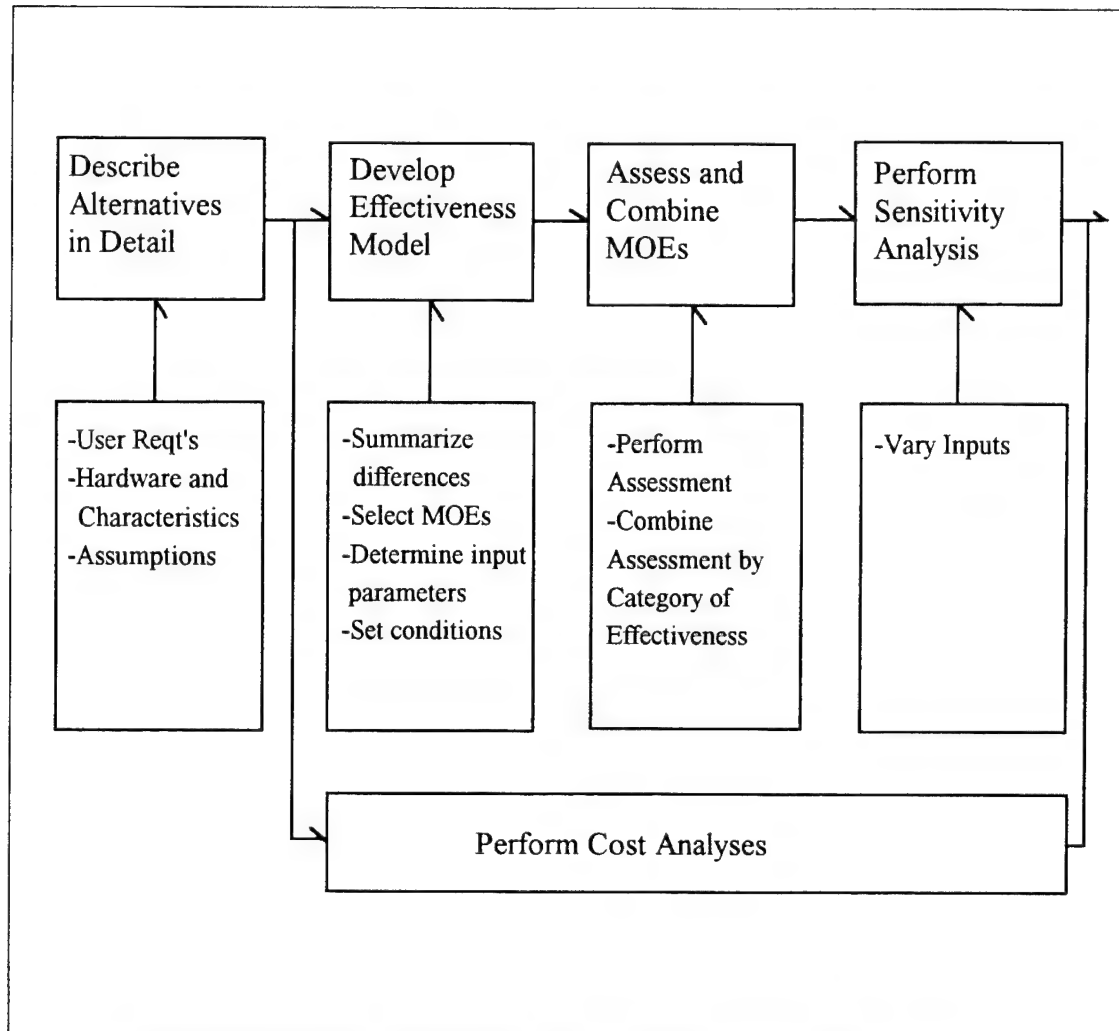 Describe
Alternatives
in Detail
Develop
Effectiveness
Model
Assess and
Combine
MOEs
Perform
Sensitivity
Analysis
-User Reqt's
-Hardware and
Characteristics
-Assumptions
-Summarize
differences
-Select MOEs
-Determine input
parameters
-Set conditions
-Perform
Assessment
-Combine
Assessment by
Category of
Effectiveness
-Vary Inputs
Perform Cost Analyses